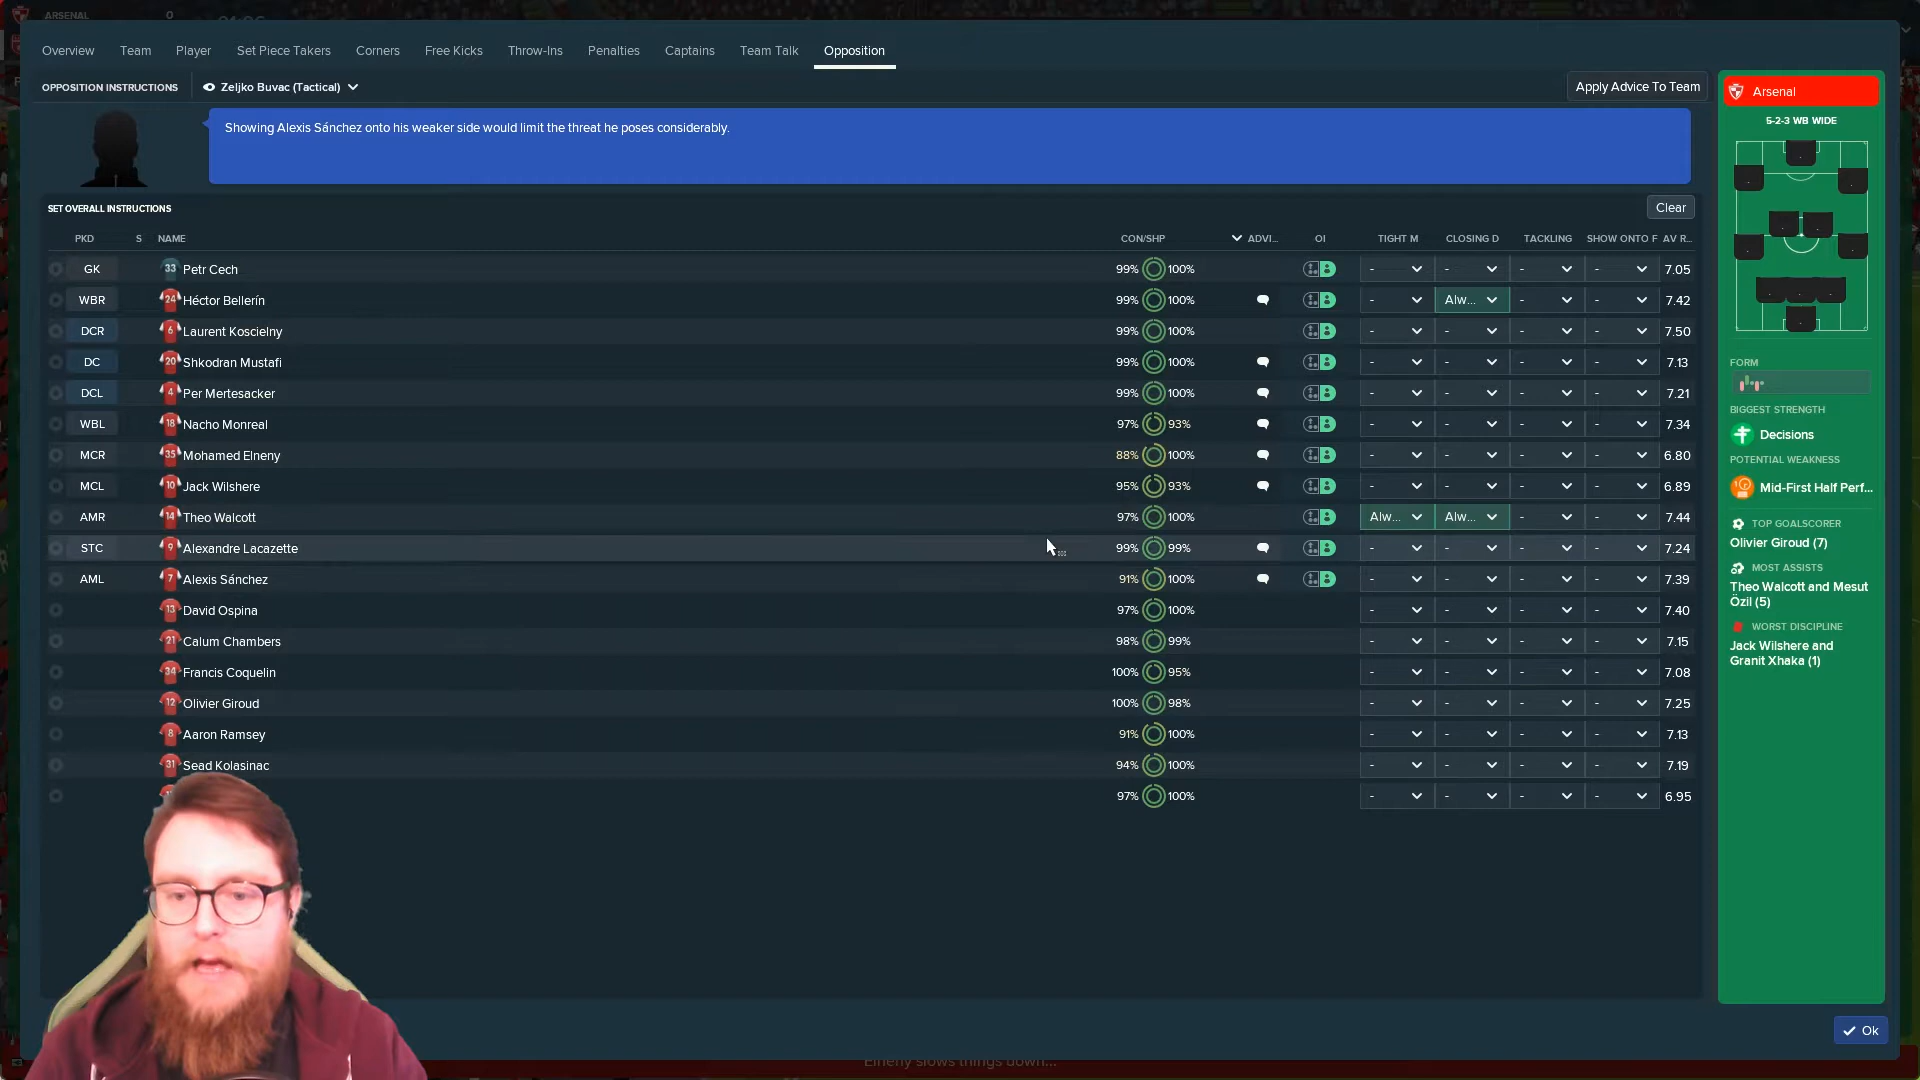 ARSENAL 0
Overview Team Player Set Piece Takers Corners Free Kicks Throw-Ins Penalties Captains Team Talk Opposition
OPPOSITION INSTRUCTIONS Zeljko Buvac (Tactical) Apply Advice To Team
Showing Alexis Sánchez onto his weaker side would limit the threat he poses considerably.
SET OVERALL INSTRUCTIONS Clear
PKD S NAME CON/SHP ADVI... OI TIGHT M CLOSING D TACKLING SHOW ONTO F AV R...
GK 33 Petr Cech 99% 100% - - - - 7.05
WBR 24 Héctor Bellerín 99% 100% - Alw... - - 7.42
DCR 6 Laurent Koscielny 99% 100% - - - - 7.50
DC 20 Shkodran Mustafi 99% 100% - - - - 7.13
DCL 4 Per Mertesacker 99% 100% - - - - 7.21
WBL 18 Nacho Monreal 97% 93% - - - - 7.34
MCR 35 Mohamed Elneny 88% 100% - - - - 6.80
MCL 10 Jack Wilshere 95% 93% - - - - 6.89
AMR 14 Theo Walcott 97% 100% Alw... Alw... - - 7.44
STC 9 Alexandre Lacazette 99% 99% - - - - 7.24
AML 7 Alexis Sánchez 91% 100% - - - - 7.39
13 David Ospina 97% 100% - - - - 7.40
21 Calum Chambers 98% 99% - - - - 7.15
34 Francis Coquelin 100% 95% - - - - 7.08
12 Olivier Giroud 100% 98% - - - - 7.25
8 Aaron Ramsey 91% 100% - - - - 7.13
31 Sead Kolasinac 94% 100% - - - - 7.19
97% 100% - - - - 6.95
Arsenal
5-2-3 WB WIDE
FORM
BIGGEST STRENGTH
Decisions
POTENTIAL WEAKNESS
Mid-First Half Perf...
TOP GOALSCORER
Olivier Giroud (7)
MOST ASSISTS
Theo Walcott and Mesut
Özil (5)
WORST DISCIPLINE
Jack Wilshere and
Granit Xhaka (1)
Ok
Elneny slows things down...